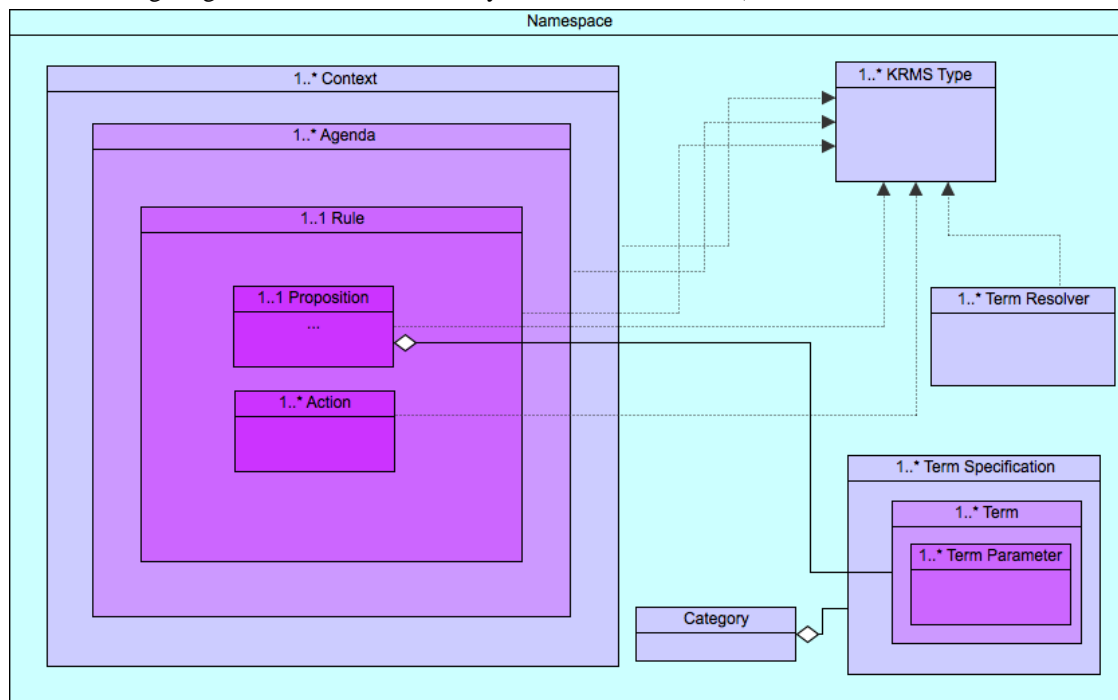 Namespace
1..* Context
1..* KRMS Type
1..* Agenda
1..1 Rule
1..1 Proposition
...
1..* Term Resolver
1..* Action
1..* Term Specification
1..* Term
1..* Term Parameter
Category